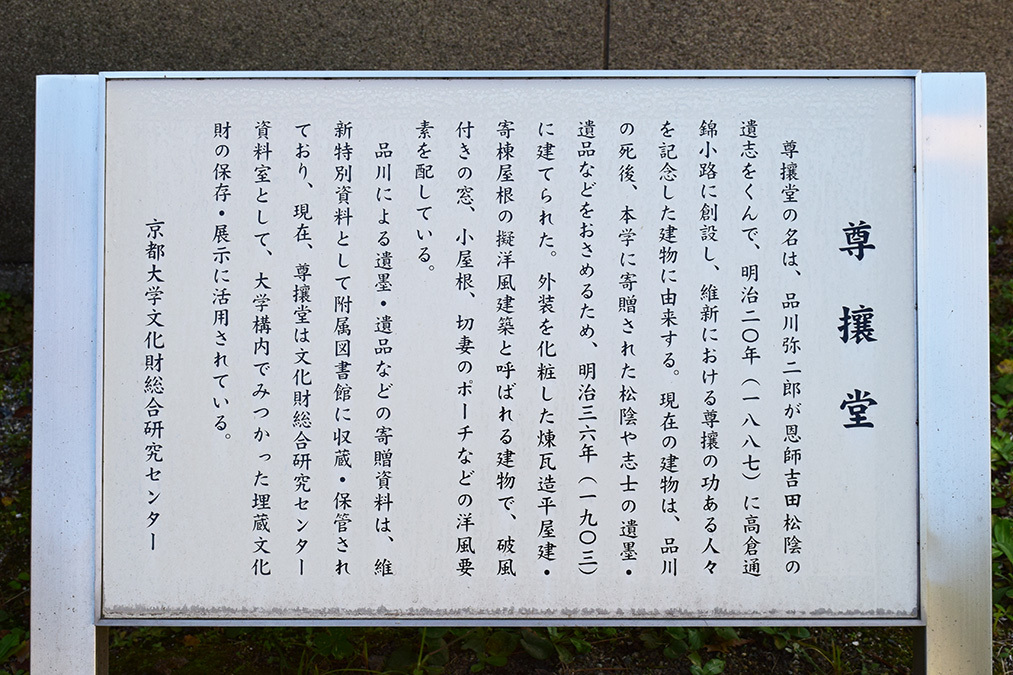 尊攘堂
尊攘堂の名は、品川弥二郎が恩師吉田松陰の
遺志をくんで、明治二〇年（一八八七）に高倉通
錦小路に創設し、維新における尊攘の功ある人々
を記念した建物に由来する。現在の建物は、品川
の死後、本学に寄贈された松陰や志士の遺墨・
遺品などをおさめるため、明治三六年（一九〇三）
に建てられた。外装を化粧した煉瓦造平屋建・
寄棟屋根の擬洋風建築と呼ばれる建物で、破風
付きの窓、小屋根、切妻のポーチなどの洋風要
素を配している。
品川による遺墨・遺品などの寄贈資料は、維
新特別資料として附属図書館に収蔵・保管され
ており、現在、尊攘堂は文化財総合研究センター
資料室として、大学構内でみつかった埋蔵文化
財の保存・展示に活用されている。
京都大学文化財総合研究センター